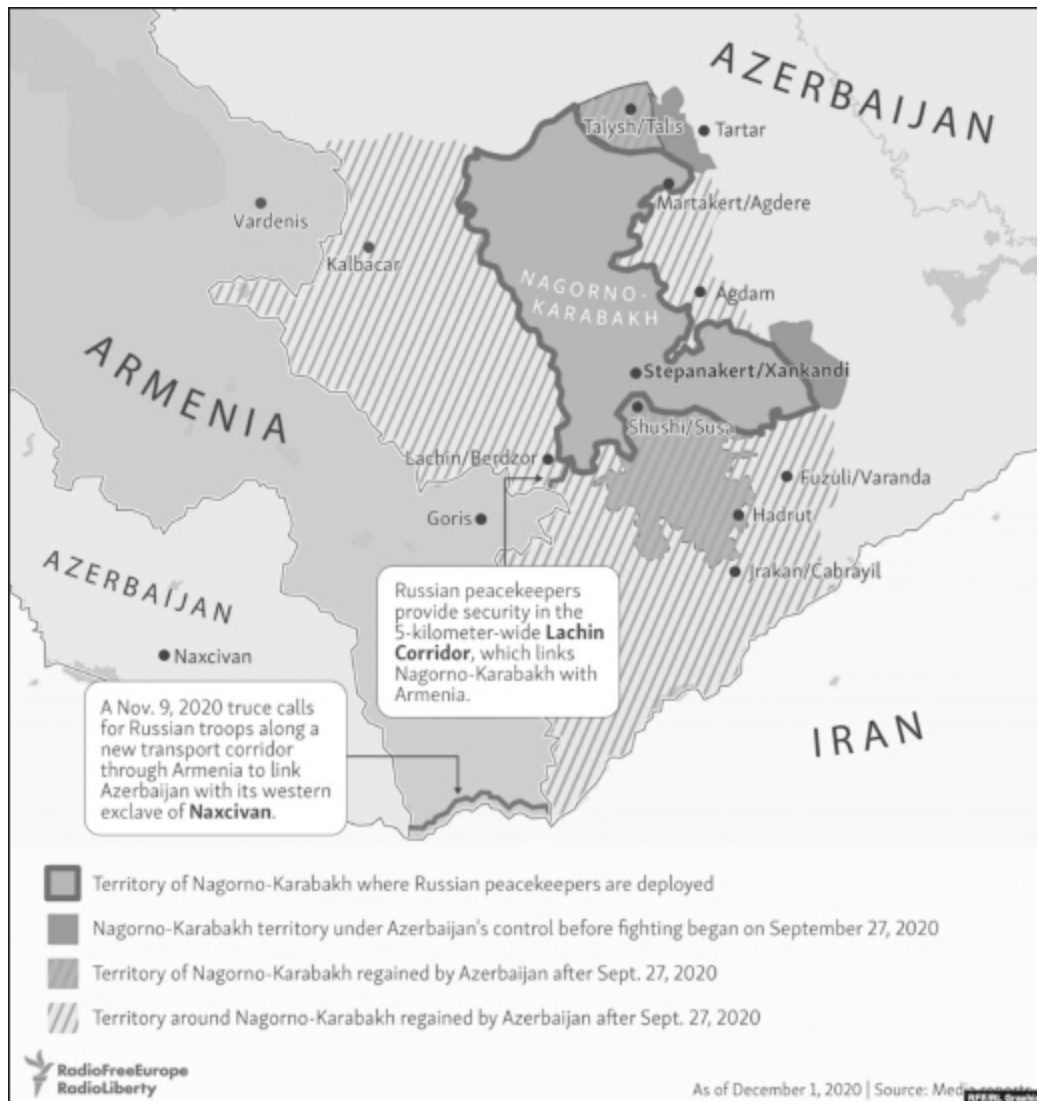 AZERBAIJAN
Talysh/Talis
Tartar
Martakert/Agdere
Vardenis
Kalbacar
NAGORNO-
KARABAKH
Agdam
ARMENIA
Stepanakert/Xankandi
Shushi/Susa
Lachin/Berdzor
Fuzuli/Varanda
Goris
Hadrut
Jrakan/Cabrayil
AZERBAIJAN
Naxcivan
Russian peacekeepers
provide security in the
5-kilometer-wide Lachin
Corridor, which links
Nagorno-Karabakh with
Armenia.
A Nov. 9, 2020 truce calls
for Russian troops along a
new transport corridor
through Armenia to link
Azerbaijan with its western
exclave of Naxcivan.
IRAN
Territory of Nagorno-Karabakh where Russian peacekeepers are deployed
Nagorno-Karabakh territory under Azerbaijan's control before fighting began on September 27, 2020
Territory of Nagorno-Karabakh regained by Azerbaijan after Sept. 27, 2020
Territory around Nagorno-Karabakh regained by Azerbaijan after Sept. 27, 2020
RadioFreeEurope
RadioLiberty
As of December 1, 2020 | Source: Media reports